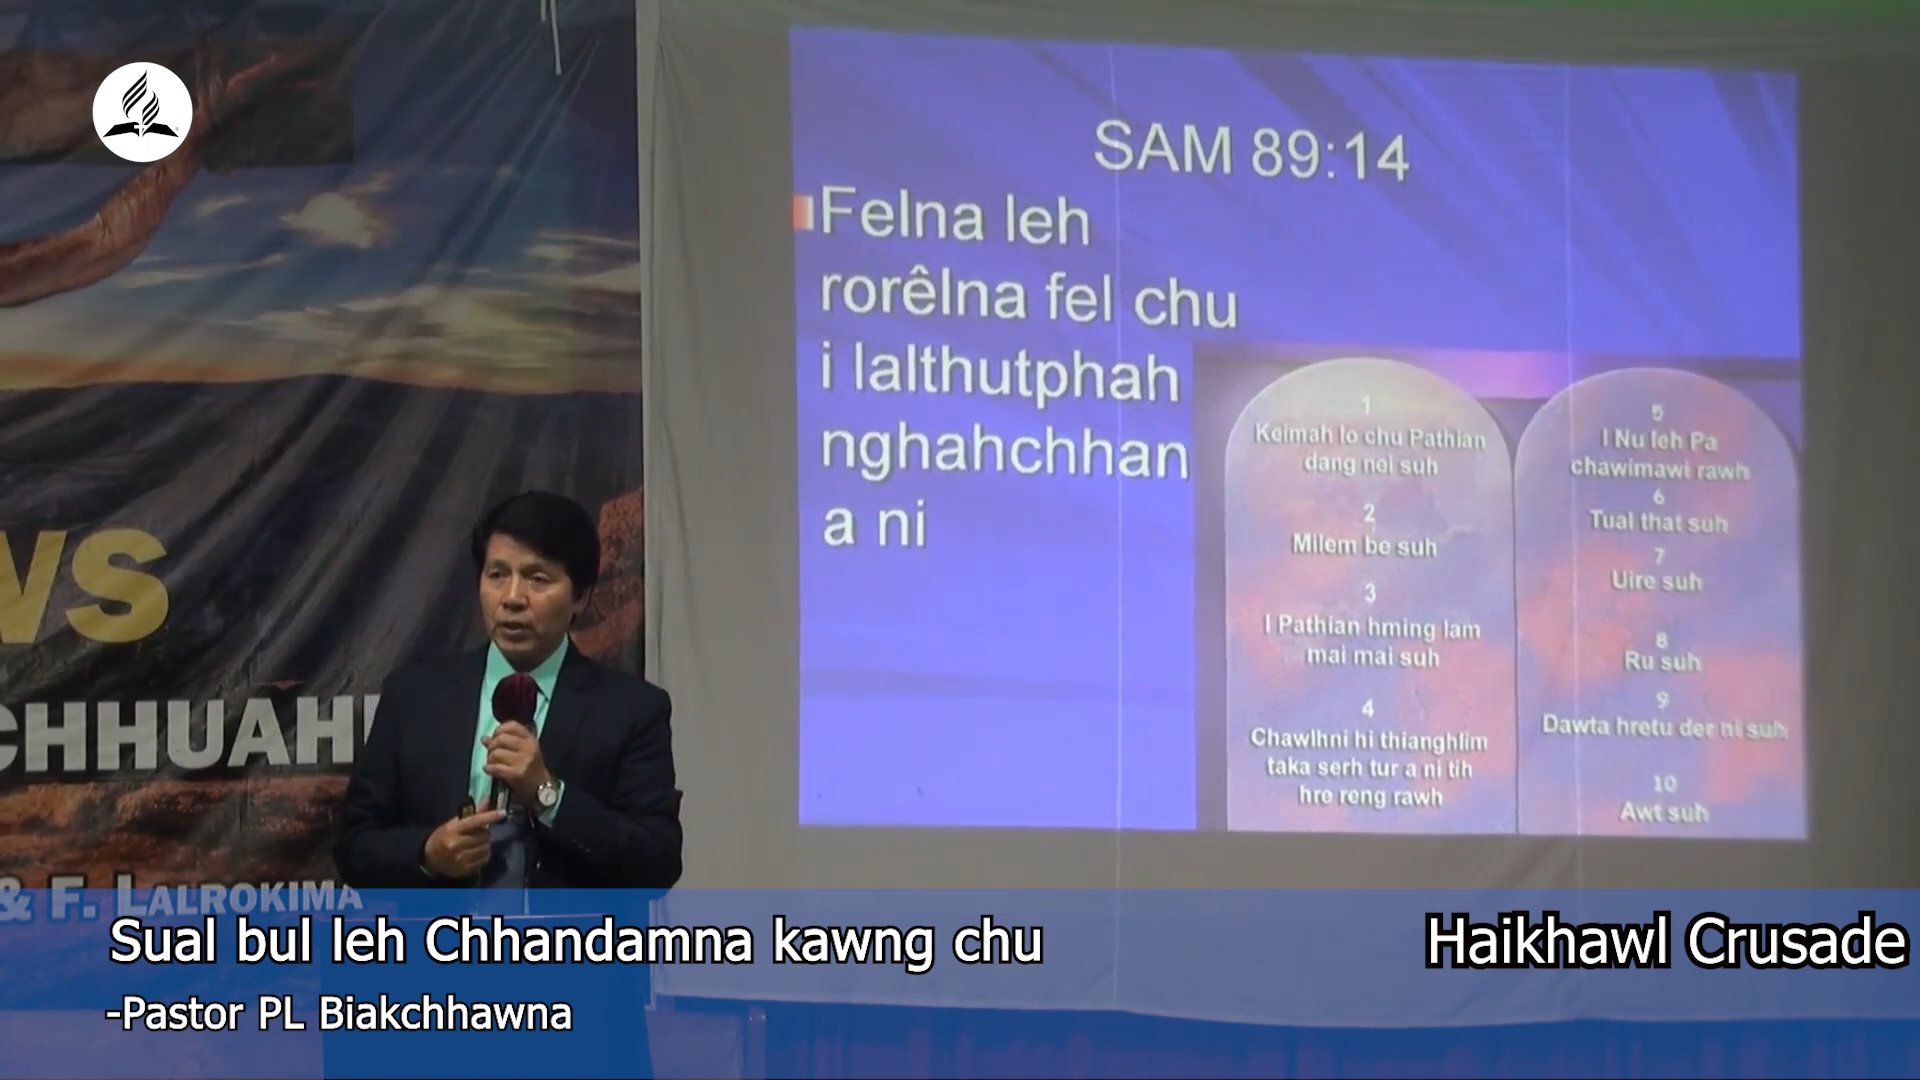 SAM 89:14
Felna leh
rorêlna fel chu
i lalthutphah
nghahchhan
a ni
1
Keimah lo chu Pathian
dang nei suh
2
Milem be suh
3
I Pathian hming lam
mai mai suh
4
Chawlhni hi thianghlim
taka serh tur a ni tih
hre reng rawh
5
I Nu leh Pa
chawimawi rawh
6
Tual that suh
7
Uire suh
8
Ru suh
9
Dawta hretu der ni suh
10
Awt suh
& F. LALROKIMA
Sual bul leh Chhandamna kawng chu
-Pastor PL Biakchhawna
Haikhawl Crusade